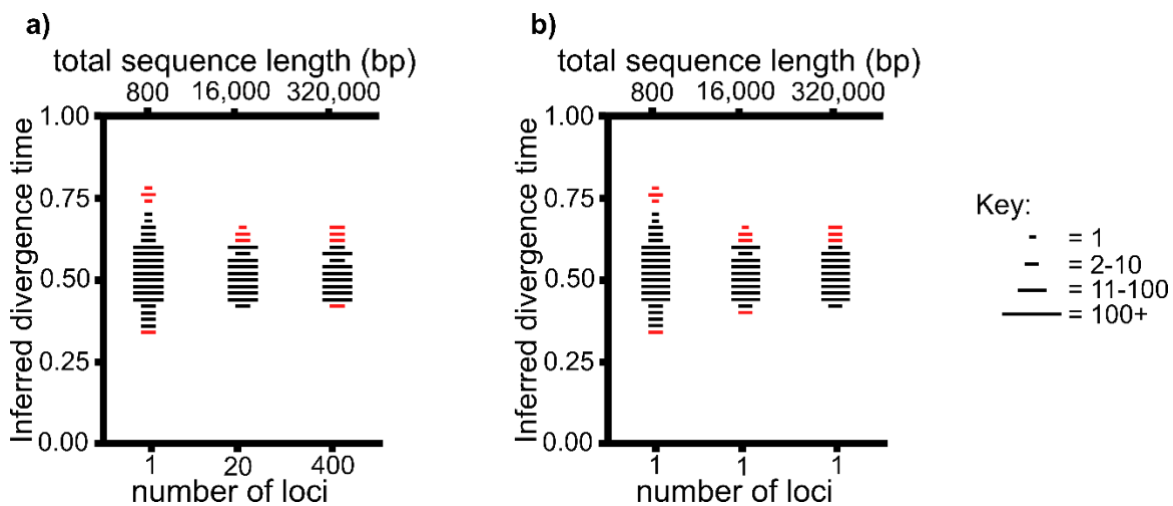 a)
total sequence length (bp)
800 16,000 320,000
Inferred divergence time
1.00
0.75
0.50
0.25
0.00
1 20 400
number of loci
b)
total sequence length (bp)
800 16,000 320,000
Inferred divergence time
1.00
0.75
0.50
0.25
0.00
1 1 1
number of loci
Key:
= 1
= 2-10
= 11-100
= 100+